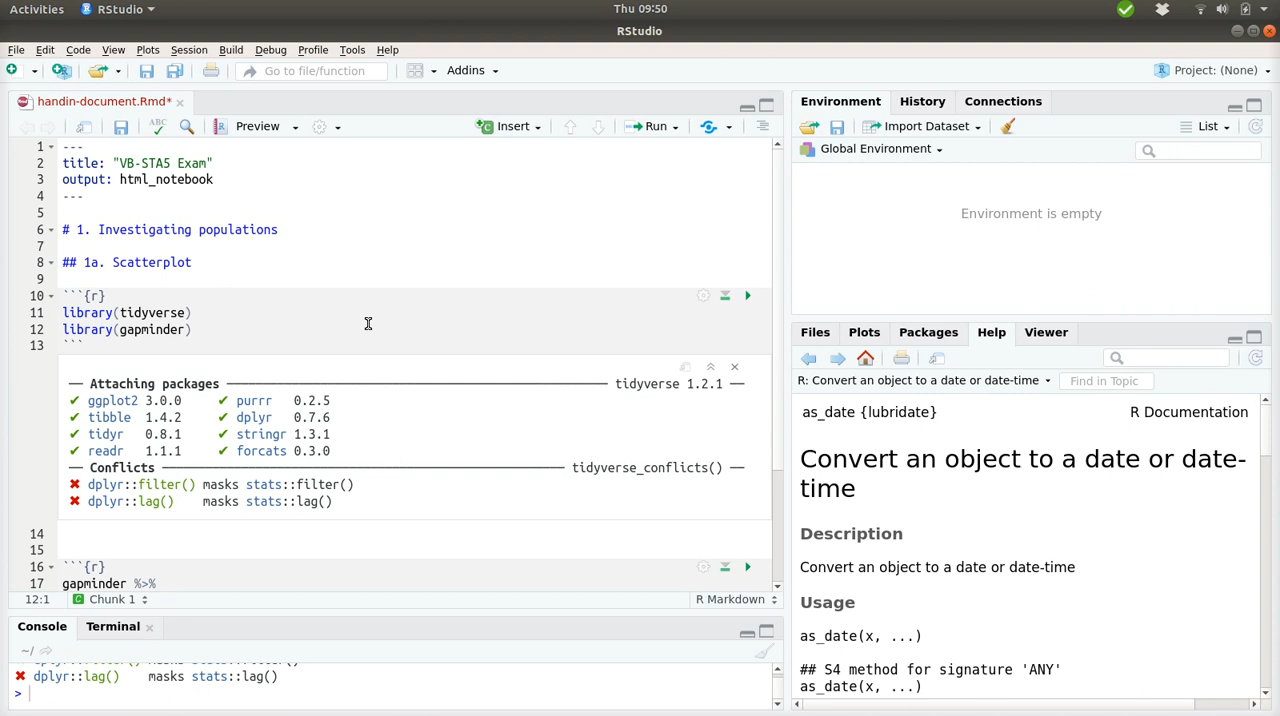 Activities RStudio Thu 09:50
RStudio
File Edit Code View Plots Session Build Debug Profile Tools Help
Go to file/function Addins Project: (None)
handin-document.Rmd*
ABC Preview Insert Run
1 ---
2 title: "VB-STA5 Exam"
3 output: html_notebook
4 ---
5
6 # 1. Investigating populations
7
8 ## 1a. Scatterplot
9
10 ```{r}
11 library(tidyverse)
12 library(gapminder)
13 ```
── Attaching packages ──────────────── tidyverse 1.2.1 ──
✔ ggplot2 3.0.0 ✔ purrr 0.2.5
✔ tibble 1.4.2 ✔ dplyr 0.7.6
✔ tidyr 0.8.1 ✔ stringr 1.3.1
✔ readr 1.1.1 ✔ forcats 0.3.0
── Conflicts ──────────────── tidyverse_conflicts() ──
✖ dplyr::filter() masks stats::filter()
✖ dplyr::lag() masks stats::lag()
14
15
16 ```{r}
17 gapminder %>%
12:1 Chunk 1 R Markdown
Console Terminal
~/
✖ dplyr::filter() masks stats::filter()
✖ dplyr::lag() masks stats::lag()
>
Environment History Connections
Import Dataset List
Global Environment
Environment is empty
Files Plots Packages Help Viewer
R: Convert an object to a date or date-time Find in Topic
as_date {lubridate} R Documentation
Convert an object to a date or date-
time
Description
Convert an object to a date or date-time
Usage
as_date(x, ...)
## S4 method for signature 'ANY'
as_date(x, ...)